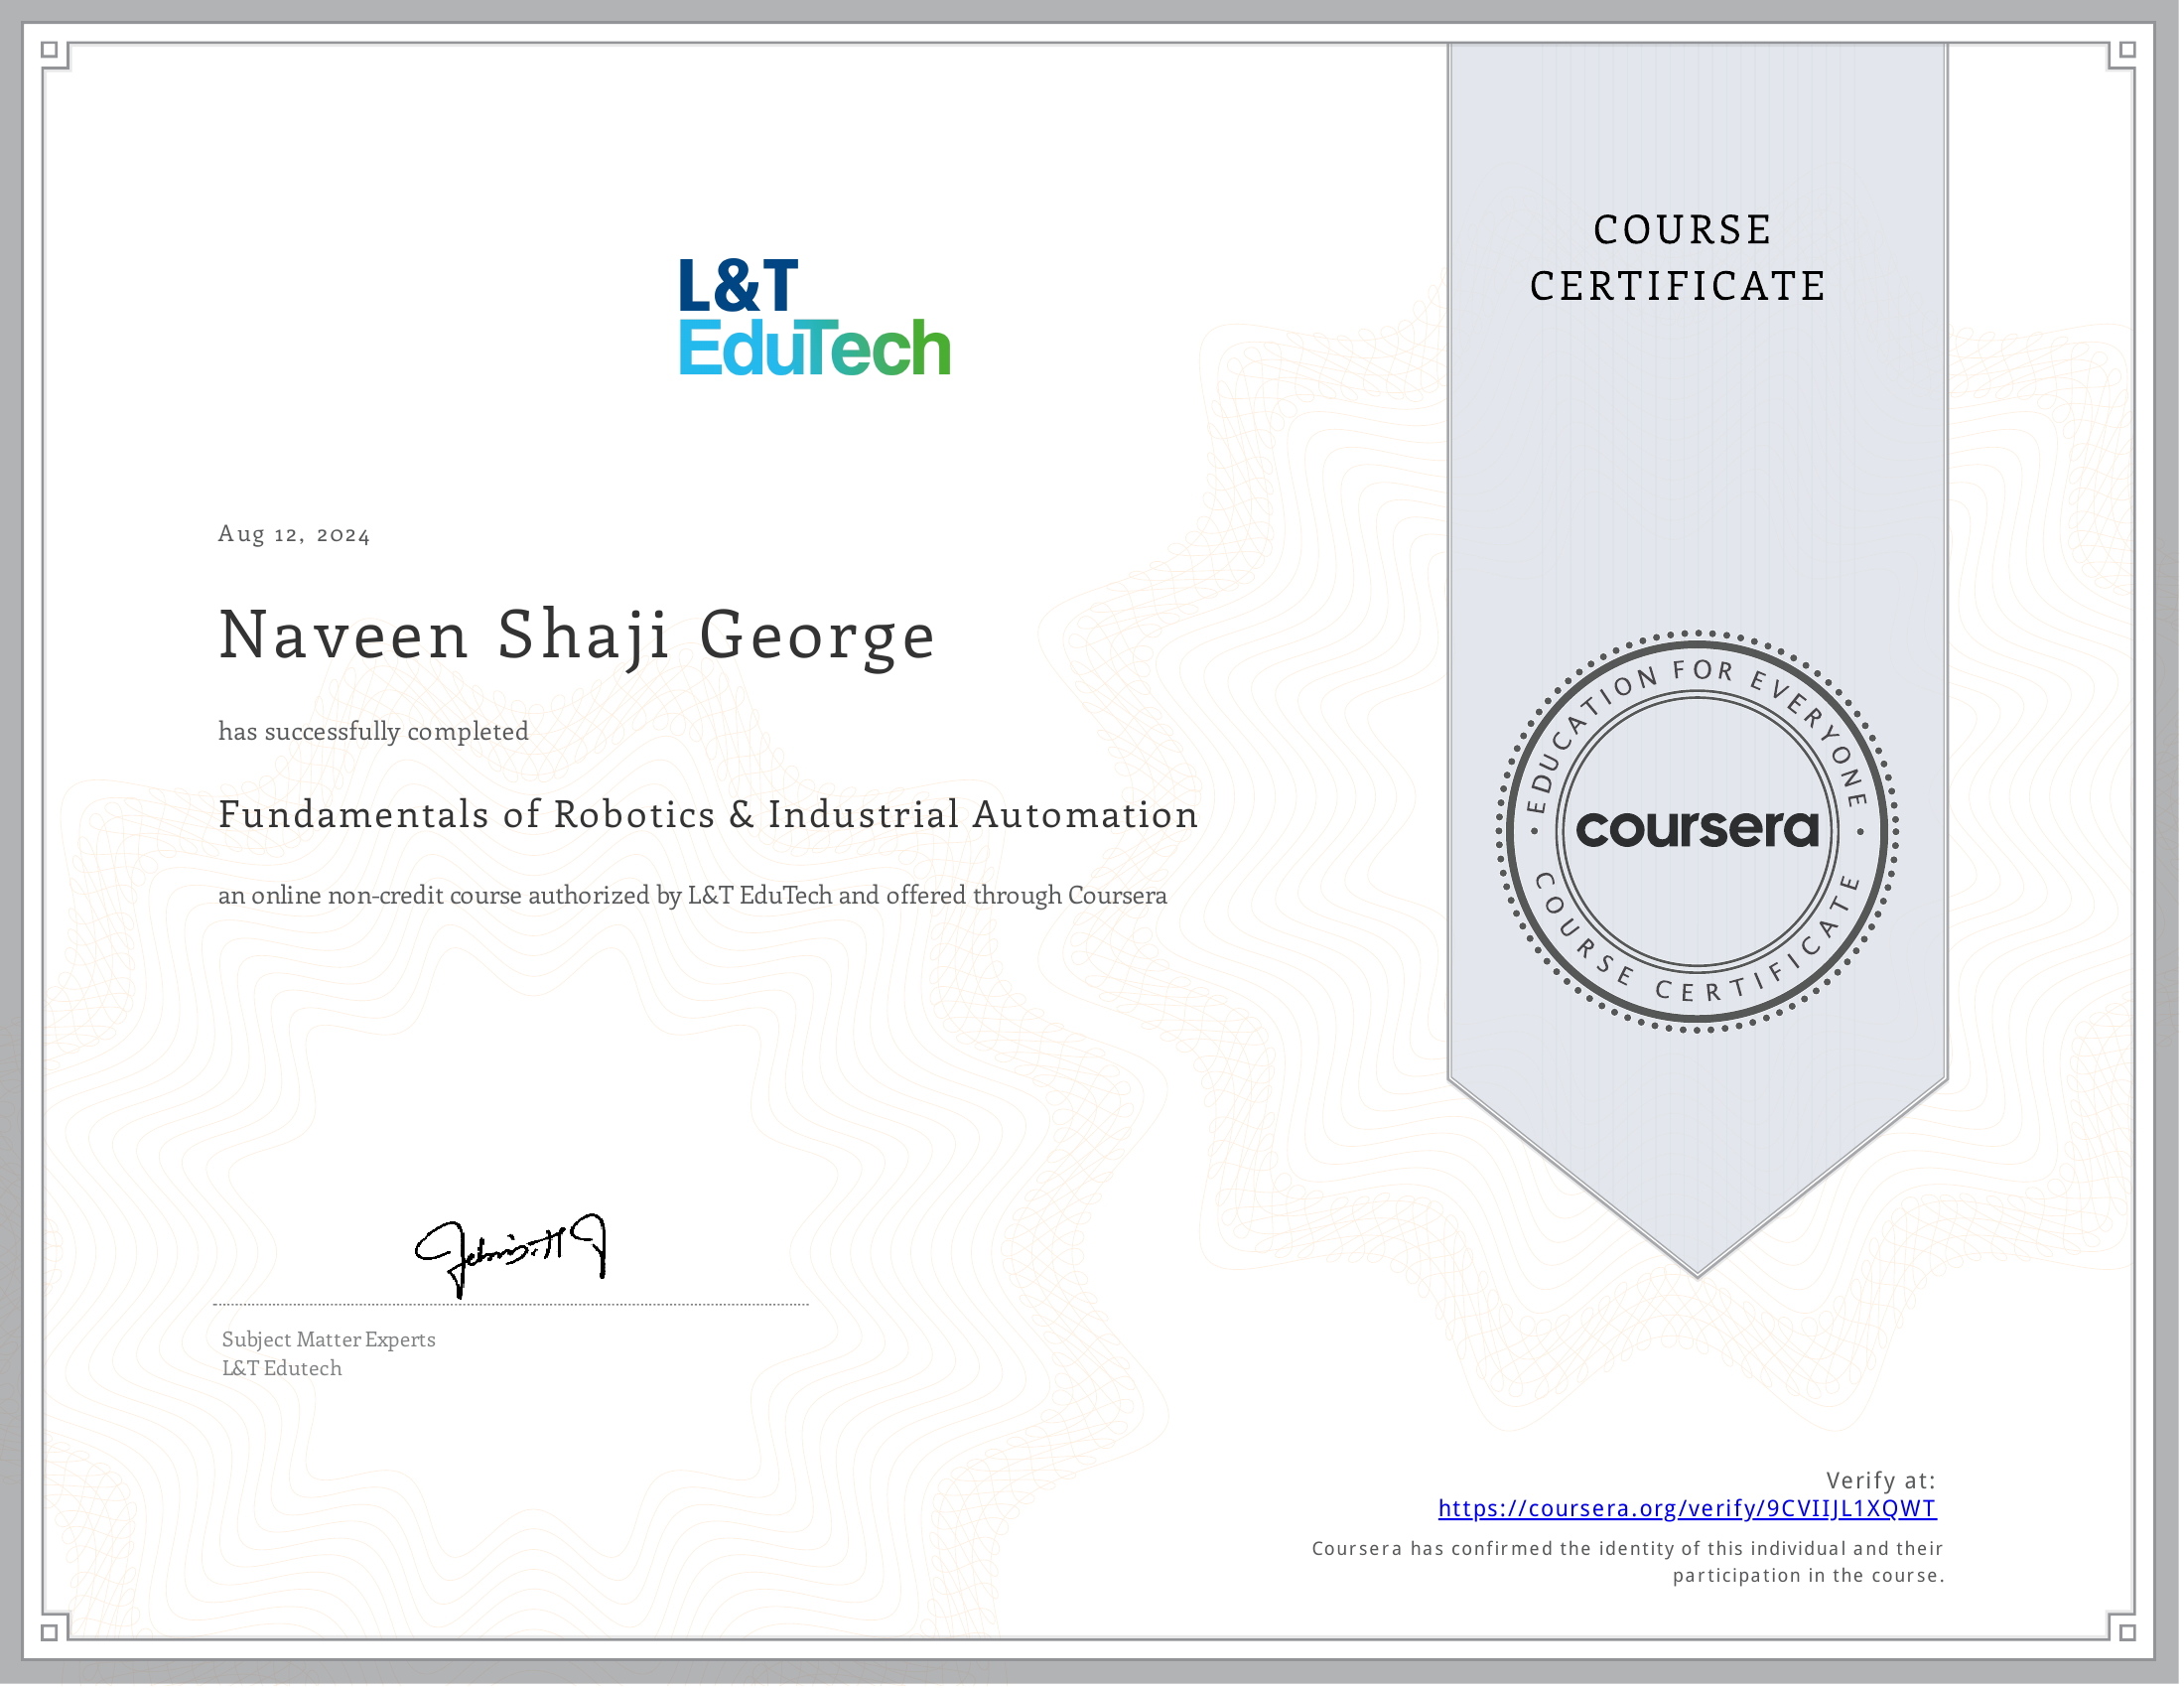 COURSE
CERTIFICATE
L&T
EduTech
Aug 12, 2024
Naveen Shaji George
has successfully completed
Fundamentals of Robotics & Industrial Automation
an online non-credit course authorized by L&T EduTech and offered through Coursera
EDUCATION FOR EVERYONE
coursera
COURSE CERTIFICATE
Subject Matter Experts
L&T Edutech
Verify at:
https://coursera.org/verify/9CVIIJL1XQWT
Coursera has confirmed the identity of this individual and their
participation in the course.